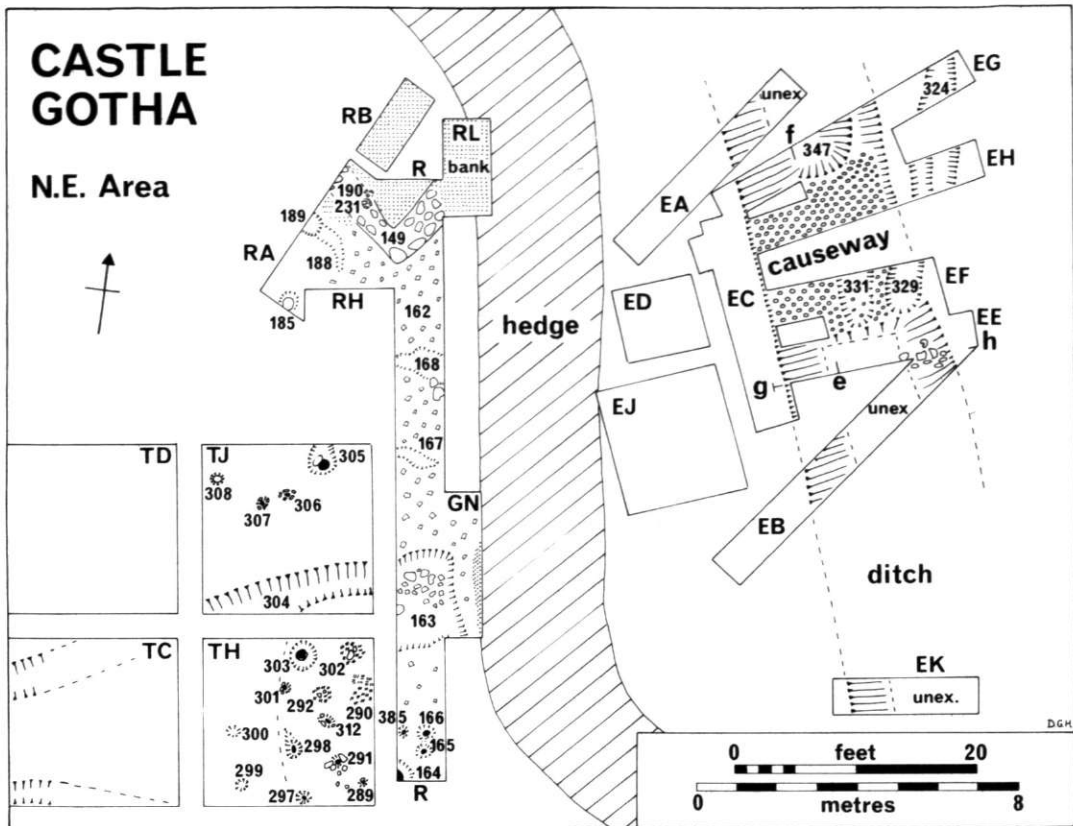 CASTLE
GOTHA
N.E. Area
RB
RL
R
bank
190
231
189
149
RA
188
RH
185
162
168
167
hedge
unex
EG
324
f
347
EH
EA
causeway
ED
EC
331
329
EF
EE
h
g
e
EJ
unex
EB
ditch
TD
TJ
305
308
306
307
GN
304
163
TC
TH
303
302
301
292
290
385
166
300
312
298
165
291
299
164
297
289
R
EK
unex.
D.G.H.
0 feet 20
0 metres 8